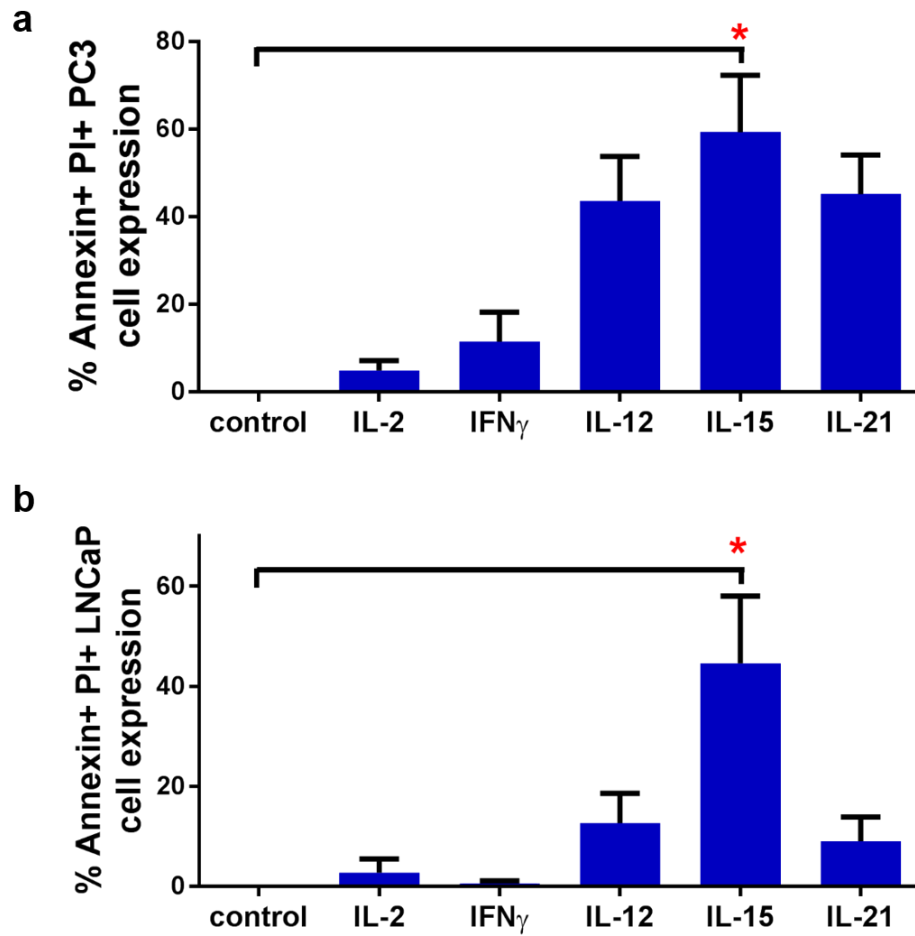 a
% Annexin+ PI+ PC3
cell expression
80
60
40
20
0
*
control IL-2 IFNγ IL-12 IL-15 IL-21
b
% Annexin+ PI+ LNCaP
cell expression
60
40
20
0
*
control IL-2 IFNγ IL-12 IL-15 IL-21